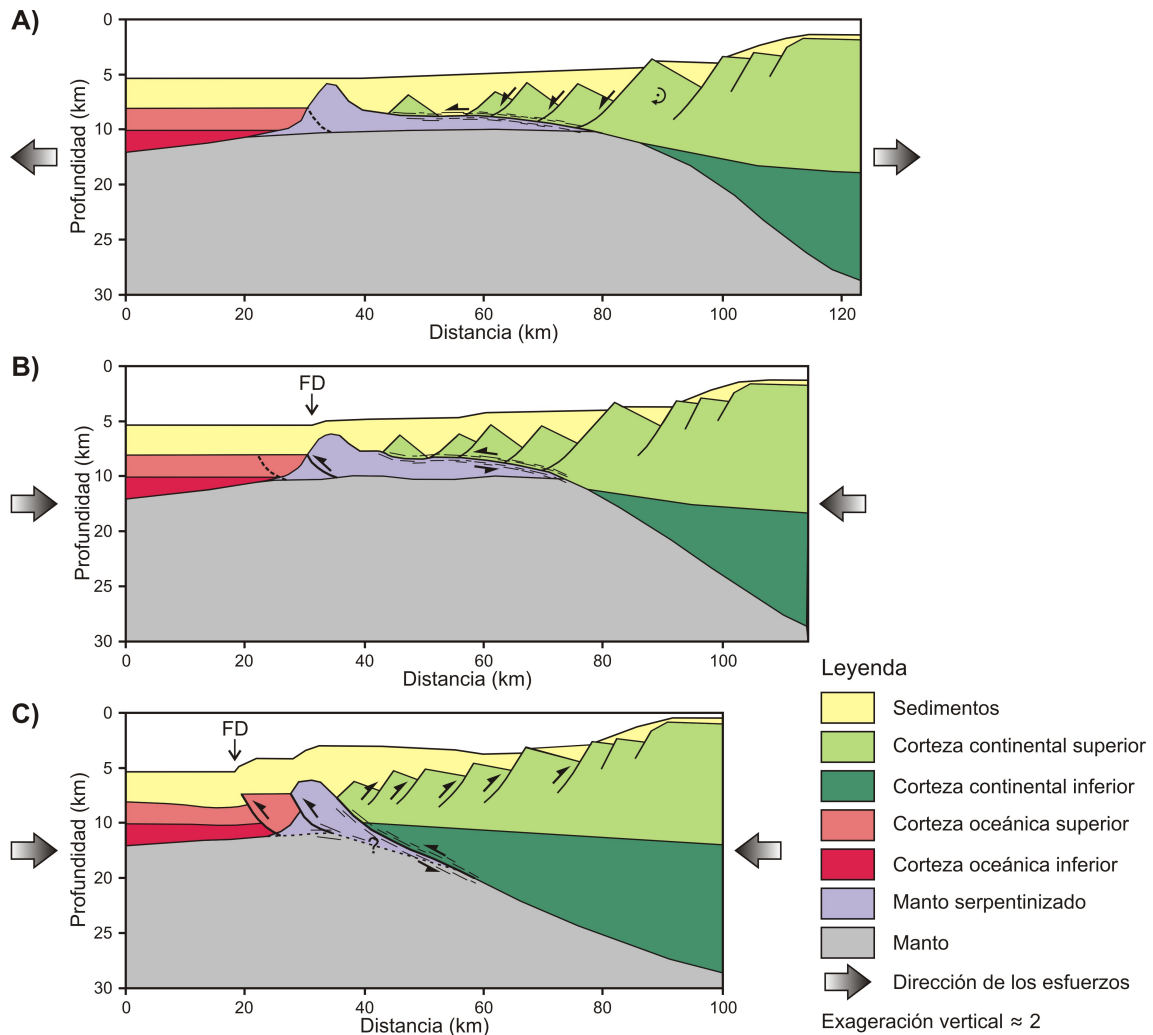 A)
Profundidad (km)
0
5
10
20
25
30
0
20
40
60
80
100
120
Distancia (km)
B)
FD
Profundidad (km)
0
5
10
20
25
30
0
20
40
60
80
100
Distancia (km)
C)
FD
Profundidad (km)
0
5
10
20
25
30
?
0
20
40
60
80
100
Distancia (km)
Leyenda
Sedimentos
Corteza continental superior
Corteza continental inferior
Corteza oceánica superior
Corteza oceánica inferior
Manto serpentinizado
Manto
Dirección de los esfuerzos
Exageración vertical ≈ 2